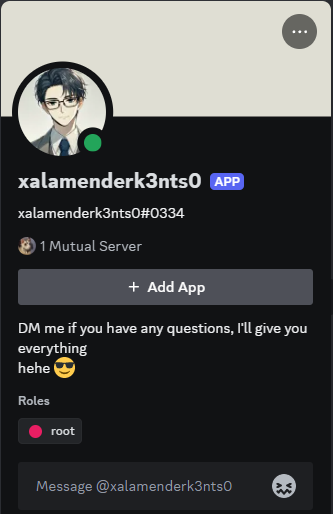 xalamenderk3nts0 APP
xalamenderk3nts0#0334
1 Mutual Server
+ Add App
DM me if you have any questions, I'll give you
everything
hehe 😎
Roles
root
Message @xalamenderk3nts0